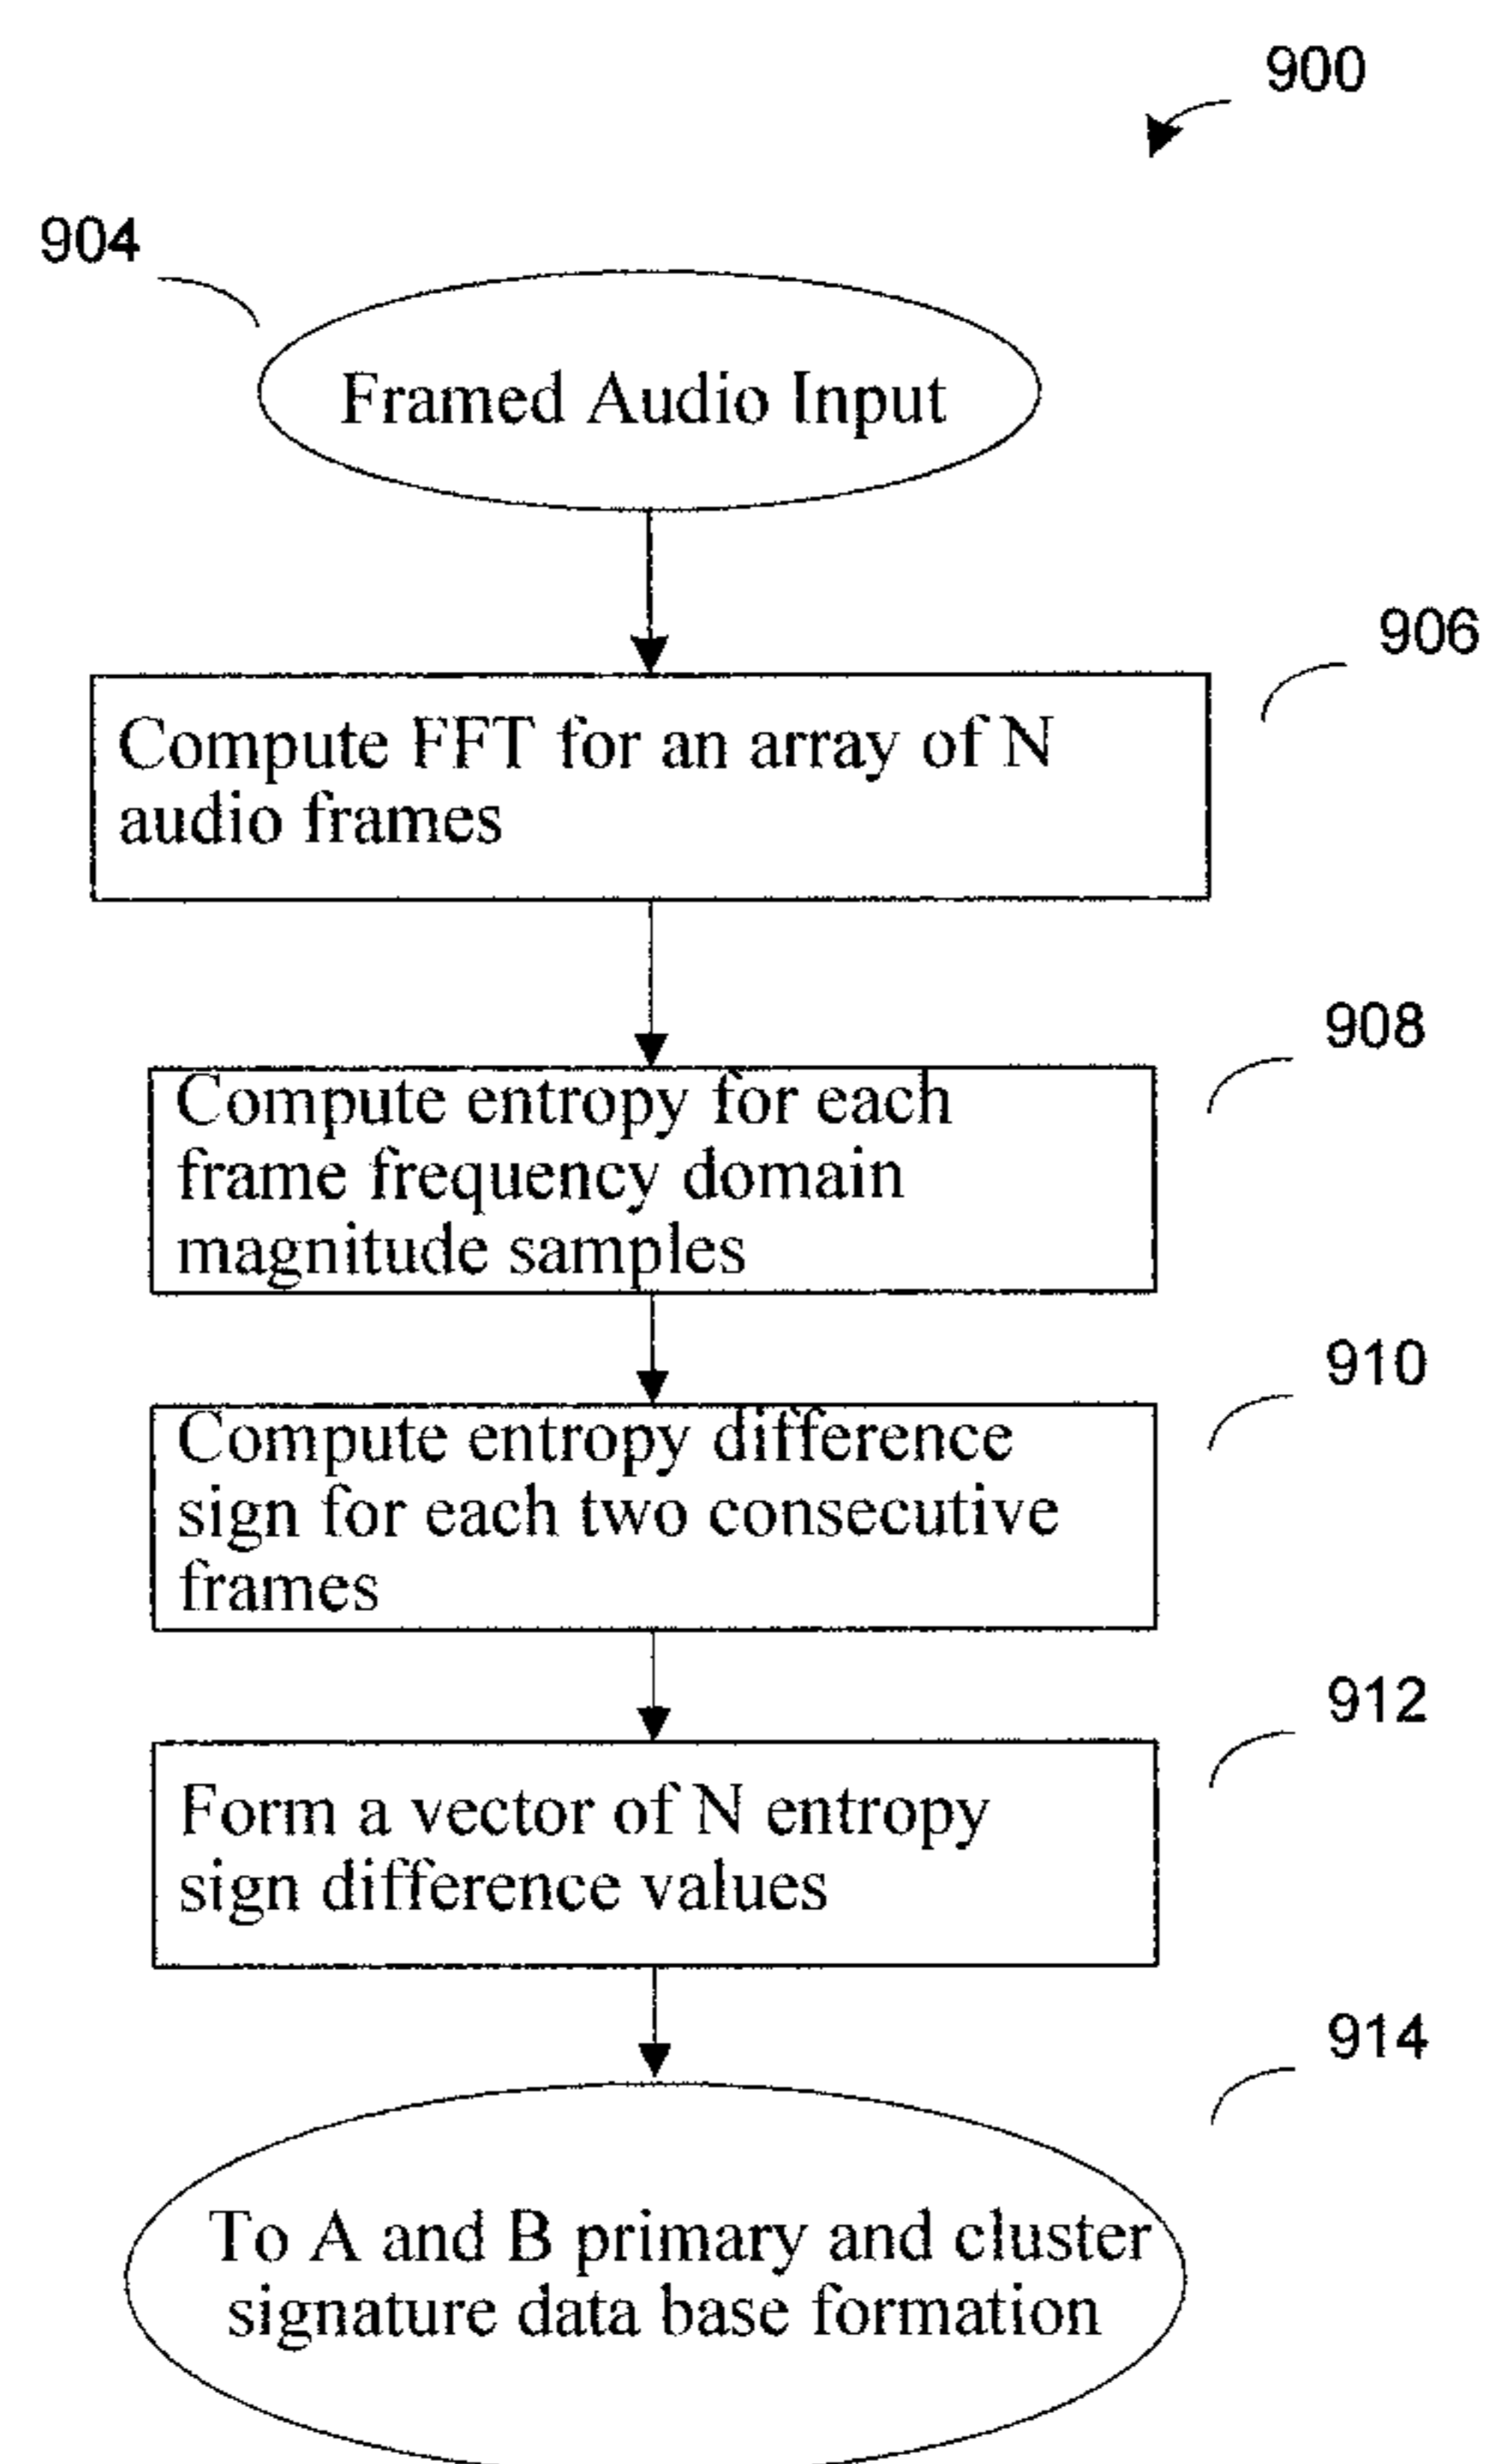 900
904
Framed Audio Input
906
Compute FFT for an array of N
audio frames
908
Compute entropy for each
frame frequency domain
magnitude samples
910
Compute entropy difference
sign for each two consecutive
frames
912
Form a vector of N entropy
sign difference values
914
To A and B primary and cluster
signature data base formation